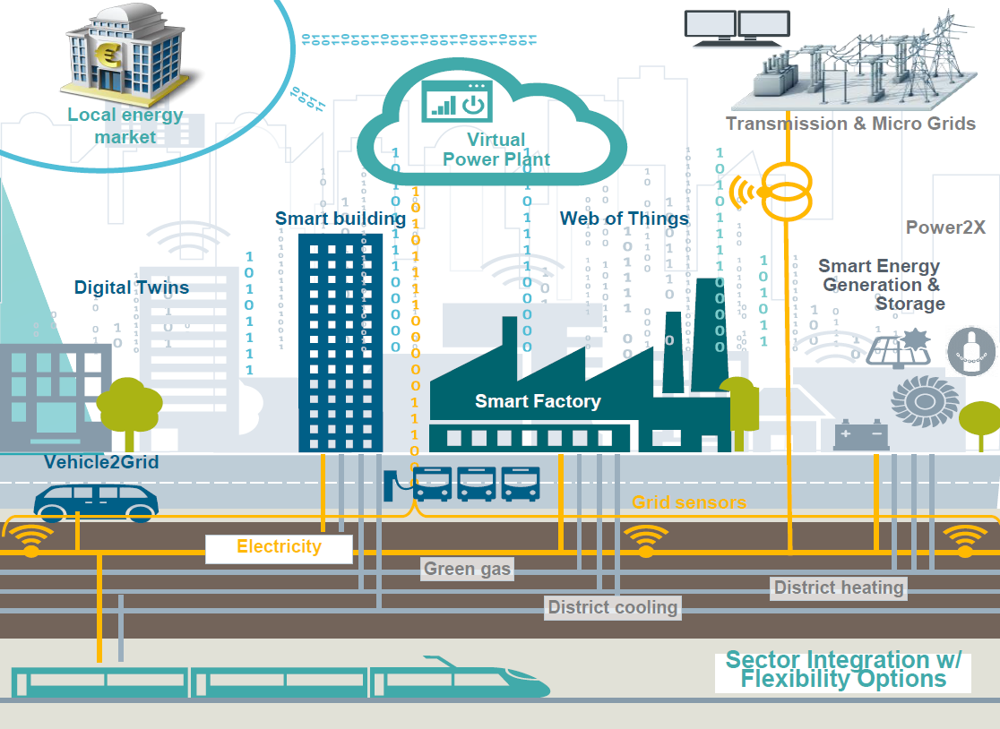 Local energy
market
Virtual
Power Plant
Transmission & Micro Grids
Smart building
Web of Things
Power2X
Digital Twins
Smart Energy
Generation &
Storage
Smart Factory
Vehicle2Grid
Grid sensors
Electricity
Green gas
District heating
District cooling
Sector Integration w/
Flexibility Options